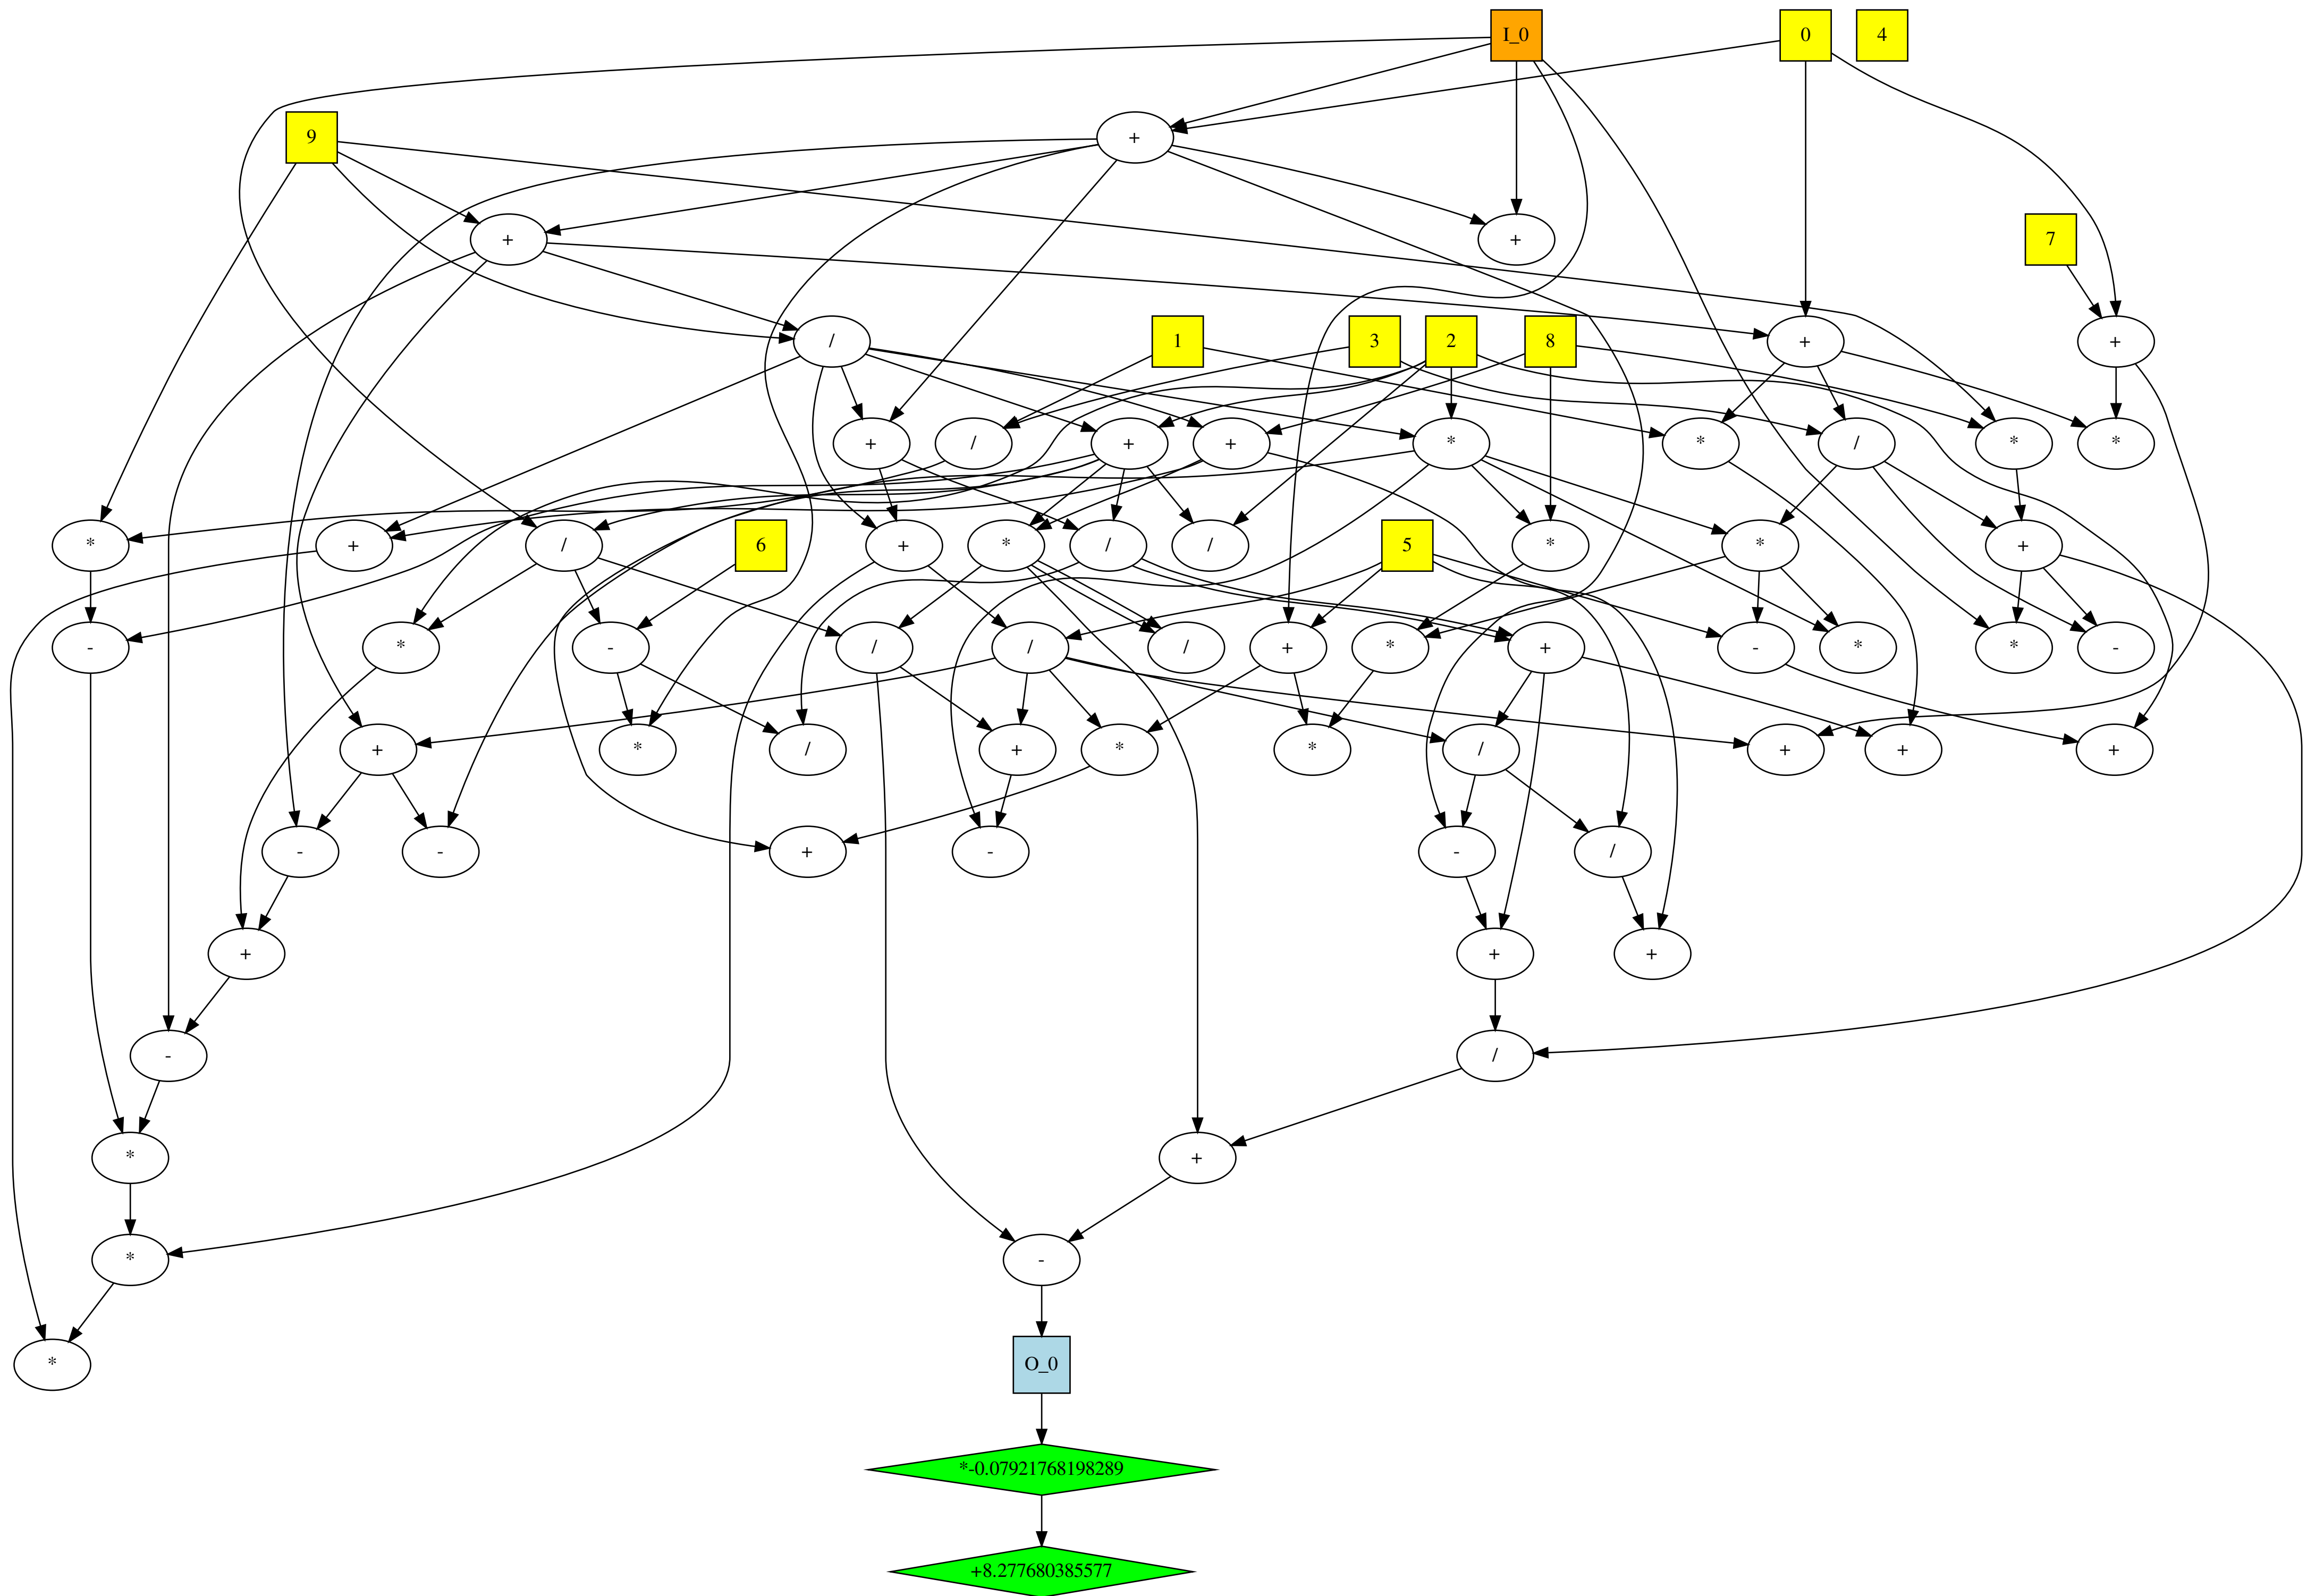 I_0 0 4
9 +
+ + 7
/ 1 3 2 8 + +
+ / + + * * / * *
* + / 6 + * / / 5 * * +
- * - / / / + * + - * * -
+ * / + * * / + + +
- - + - - /
+ + +
- /
* +
* -
* O_0
*-0.07921768198289
+8.277680385577